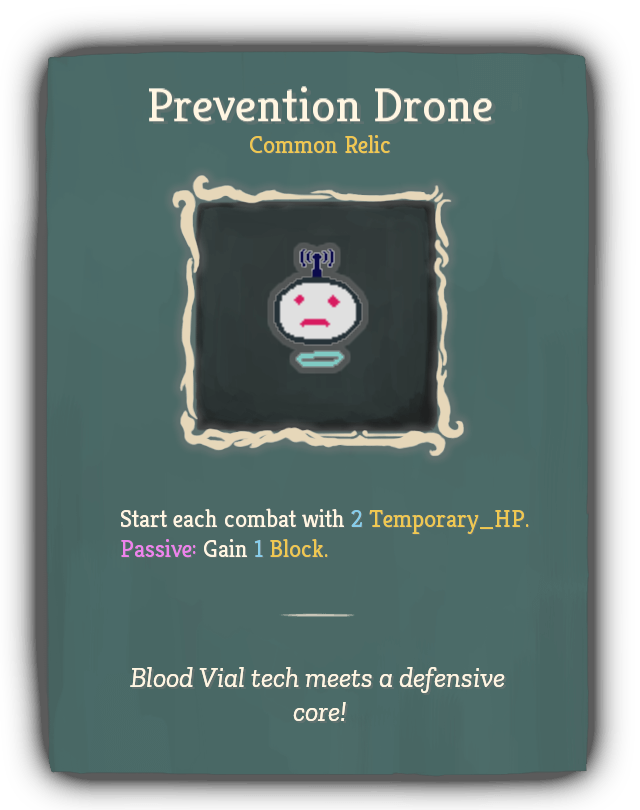 Prevention Drone
Common Relic
Start each combat with 2 Temporary_HP.
Passive: Gain 1 Block.
Blood Vial tech meets a defensive
core!